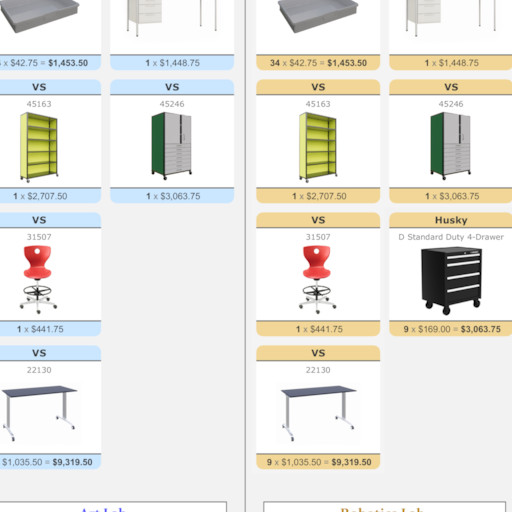 x $42.75 = $1,453.50
1 x $1,448.75
34 x $42.75 = $1,453.50
1 x $1,448.75
VS
VS
VS
VS
45163
45246
45163
45246
1 x $2,707.50
1 x $3,063.75
1 x $2,707.50
1 x $3,063.75
VS
VS
Husky
31507
31507
D Standard Duty 4-Drawer
1 x $441.75
1 x $441.75
9 x $169.00 = $3,063.75
VS
VS
22130
22130
$1,035.50 = $9,319.50
9 x $1,035.50 = $9,319.50
Art Lab
Robotics Lab